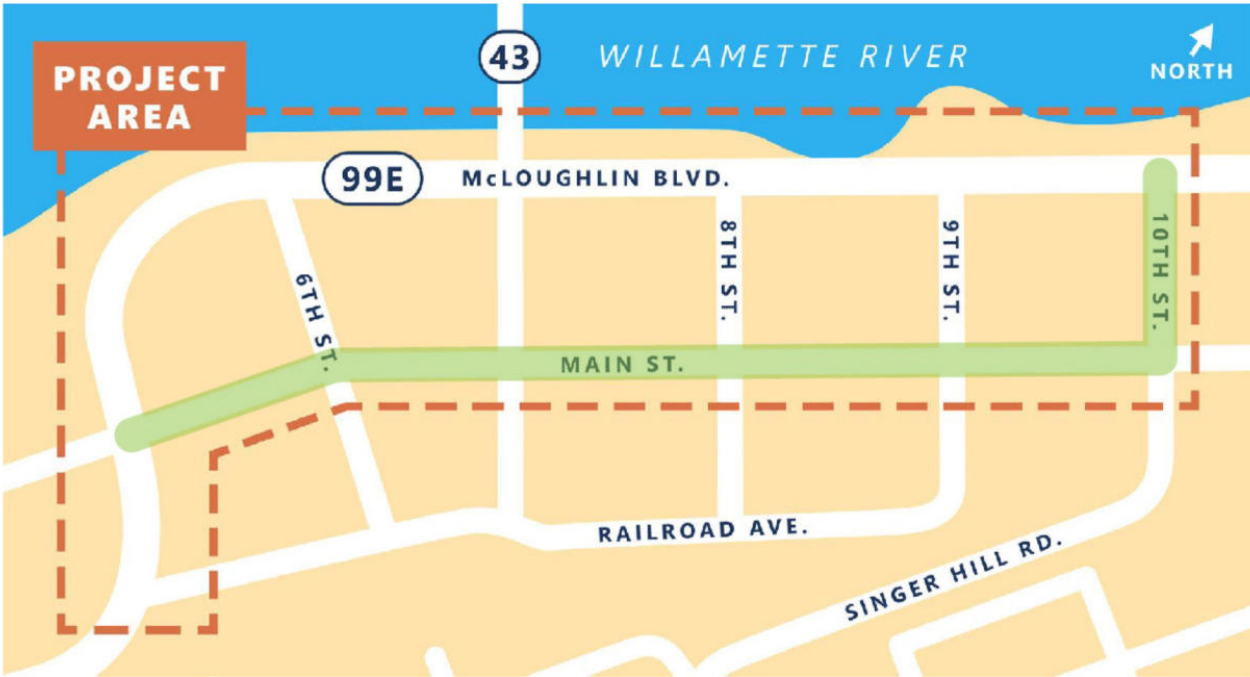 PROJECT
AREA
43
WILLAMETTE RIVER
NORTH
99E
McLOUGHLIN BLVD.
6TH ST.
8TH ST.
9TH ST.
10TH ST.
MAIN ST.
RAILROAD AVE.
SINGER HILL RD.